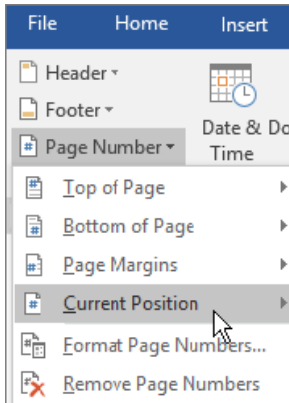 File Home Insert
Header
Footer
Page Number
Date & Do
Time
Top of Page
Bottom of Page
Page Margins
Current Position
Format Page Numbers...
Remove Page Numbers